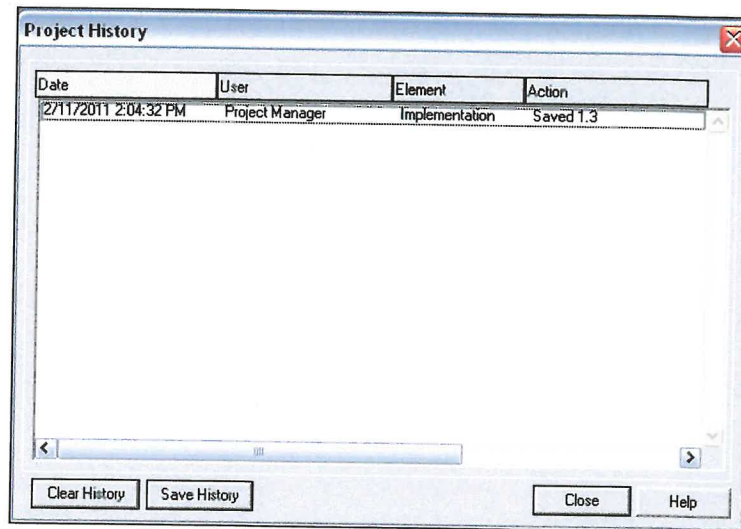 Project History
Date User Element Action
2/11/2011 2:04:32 PM Project Manager Implementation Saved 1.3
Clear History Save History Close Help